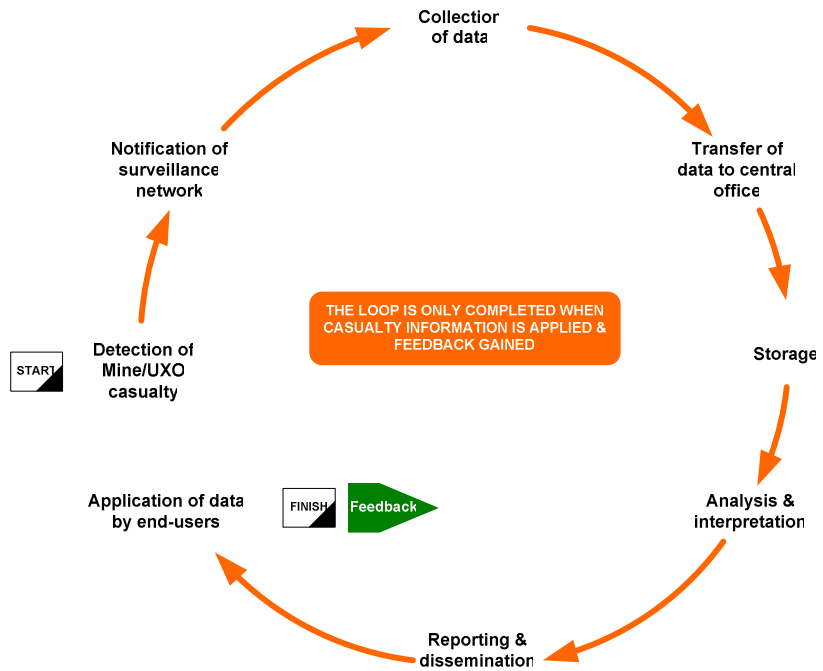 Collection
of data
Notification of
surveillance
network
Transfer of
data to central
office
THE LOOP IS ONLY COMPLETED WHEN
CASUALTY INFORMATION IS APPLIED &
FEEDBACK GAINED
START
Detection of
Mine/UXO
casualty
Storage
Application of data
by end-users
FINISH
Feedback
Analysis &
interpretation
Reporting &
dissemination